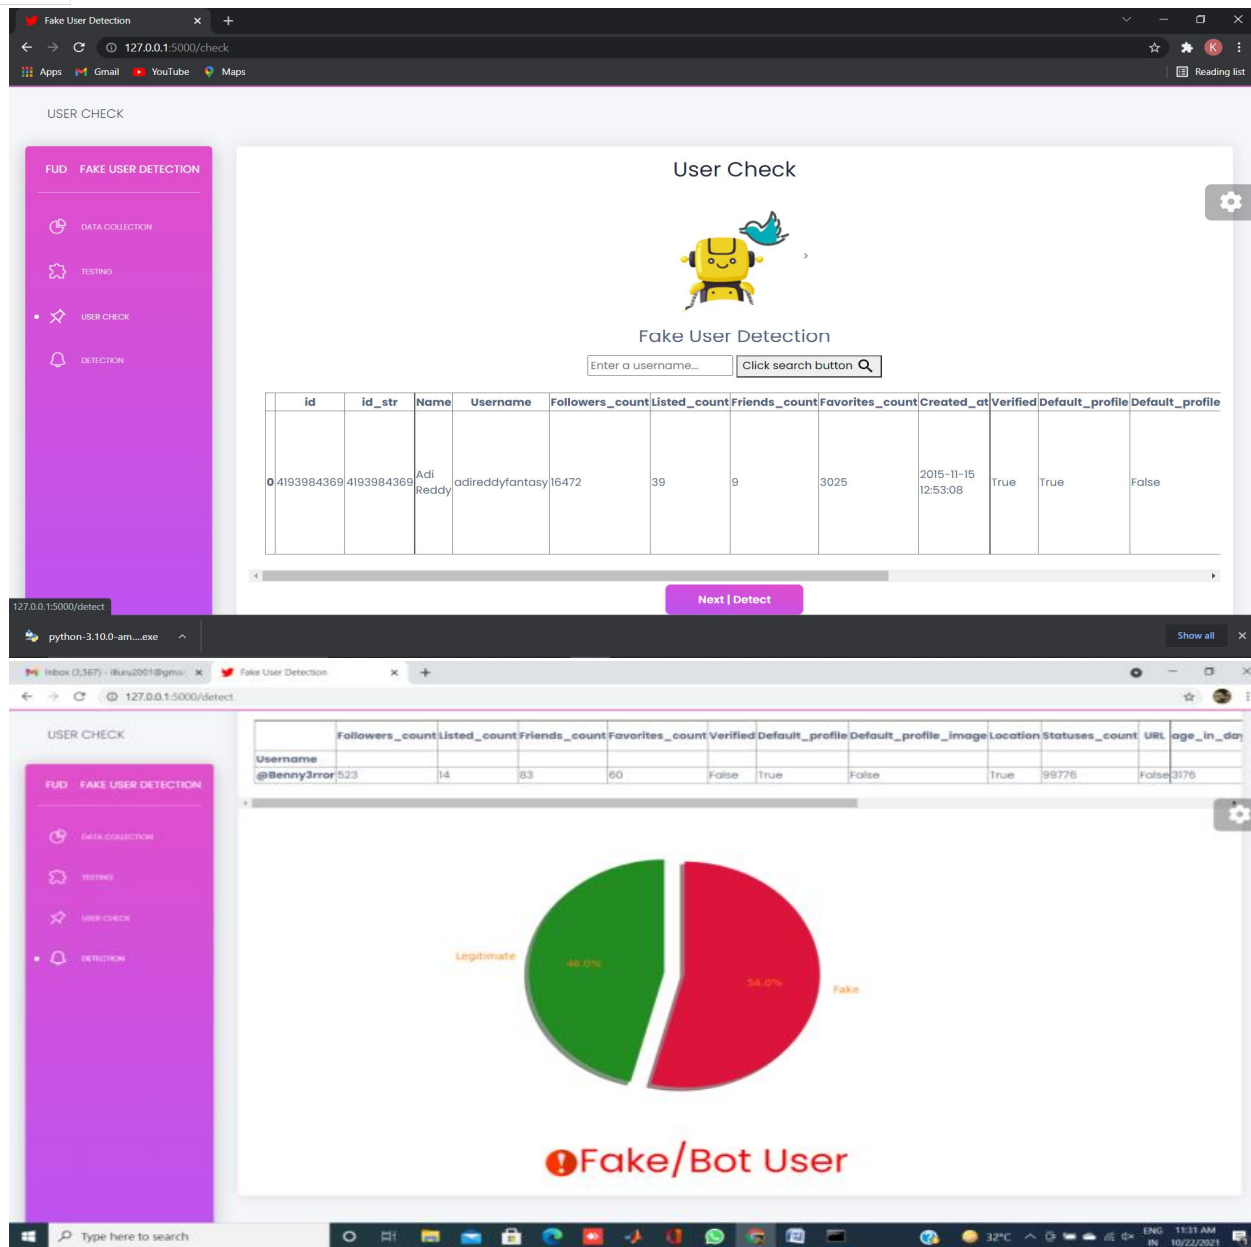 Fake User Detection
127.0.0.1:5000/check
K
Apps Gmail YouTube Maps Reading list
USER CHECK
FUD FAKE USER DETECTION
DATA COLLECTION
TESTING
USER CHECK
DETECTION
User Check
Fake User Detection
Enter a username... Click search button
id id_str Name Username Followers_count Listed_count Friends_count Favorites_count Created_at Verified Default_profile Default_profile
0 4193984369 4193984369 Adi Reddy adireddyfantasy 16472 39 9 3025 2015-11-15 12:53:08 True True False
Next | Detect
127.0.0.1:5000/detect
python-3.10.0-am....exe Show all
Inbox (3,567) Fake User Detection
127.0.0.1:5000/detect
USER CHECK
FUD FAKE USER DETECTION
DATA COLLECTION
TESTING
USER CHECK
DETECTION
Followers_count Listed_count Friends_count Favorites_count Verified Default_profile Default_profile_image Location Statuses_count URL age_in_day
Username
@Benny3rror 523 14 83 60 False True False True 99776 False 3176
Legitimate 46.0%
54.0% Fake
Fake/Bot User
Type here to search
32°C ENG IN 11:31 AM 10/22/2021